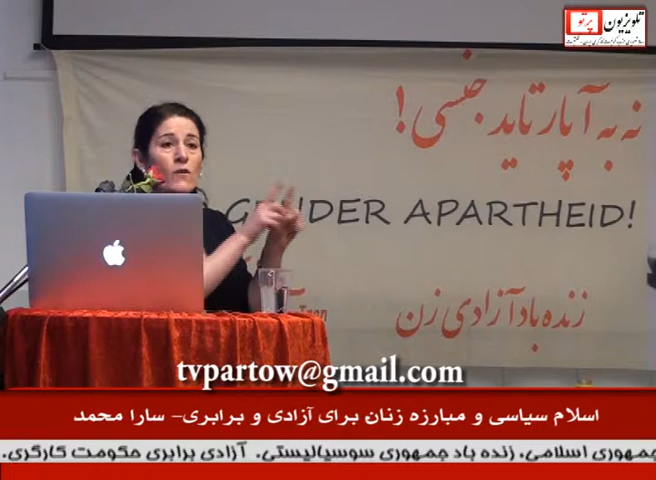 تلویزیون پرتو
نه به آپارتاید جنسی!
GENDER APARTHEID!
زنده باد آزادی زن
tvpartow@gmail.com
اسلام سیاسی و مبارزه زنان برای آزادی و برابری- سارا محمد
جمهوری اسلامی، زنده باد جمهوری سوسیالیستی. آزادی برابری حکومت کارگری.